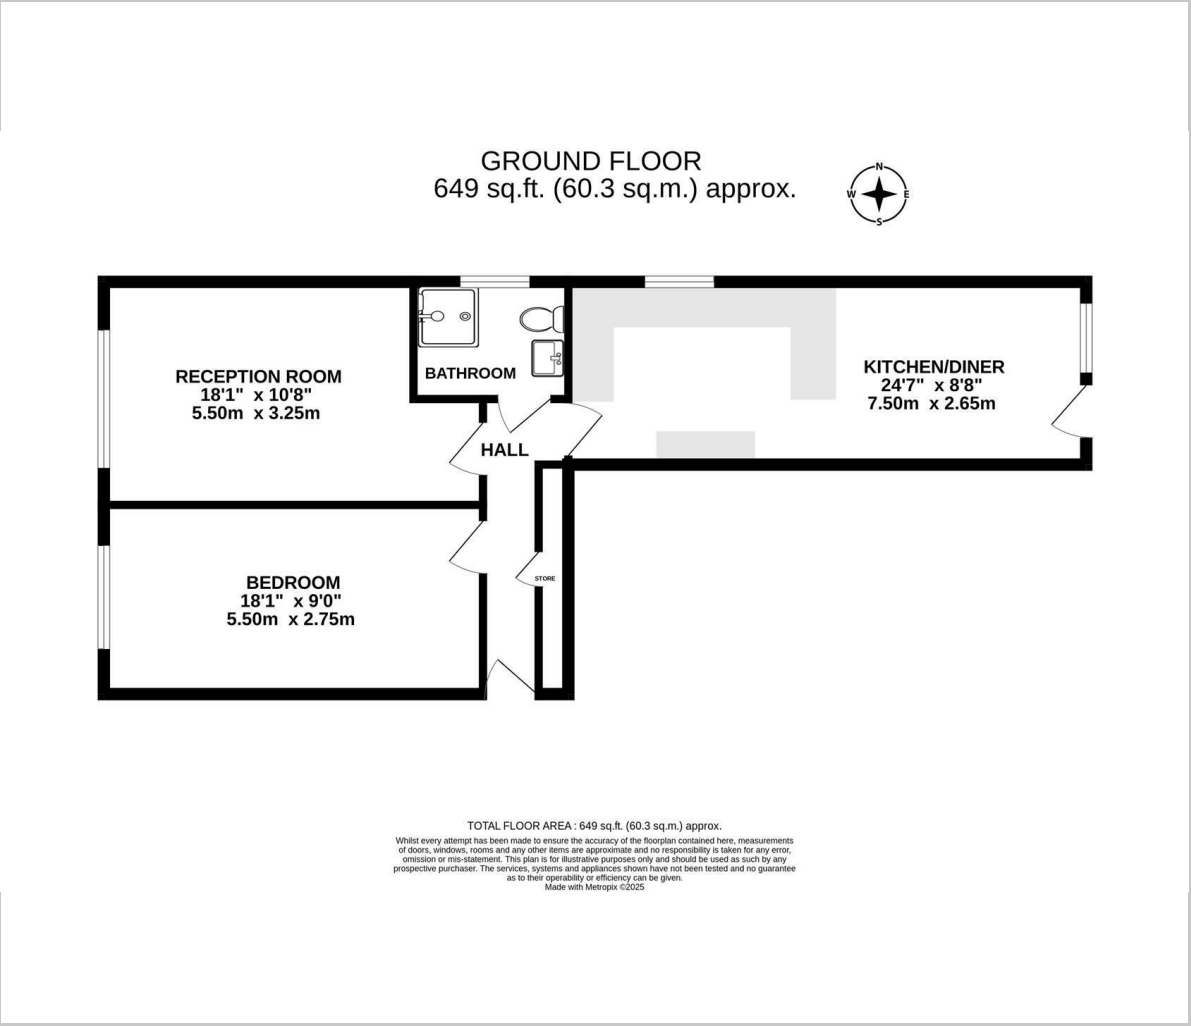 GROUND FLOOR
649 sq.ft. (60.3 sq.m.) approx.
N
W E
S
RECEPTION ROOM
18'1" x 10'8"
5.50m x 3.25m
BATHROOM
KITCHEN/DINER
24'7" x 8'8"
7.50m x 2.65m
HALL
BEDROOM
18'1" x 9'0"
5.50m x 2.75m
STORE
TOTAL FLOOR AREA : 649 sq.ft. (60.3 sq.m.) approx.
Whilst every attempt has been made to ensure the accuracy of the floorplan contained here, measurements
of doors, windows, rooms and any other items are approximate and no responsibility is taken for any error,
omission or mis-statement. This plan is for illustrative purposes only and should be used as such by any
prospective purchaser. The services, systems and appliances shown have not been tested and no guarantee
as to their operability or efficiency can be given.
Made with Metropix ©2025